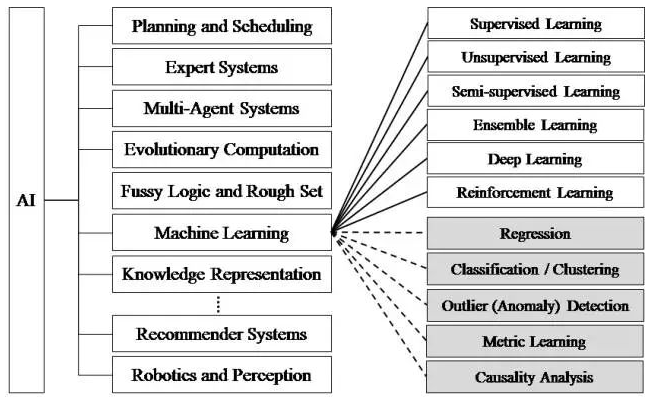 AI
Planning and Scheduling
Expert Systems
Multi-Agent Systems
Evolutionary Computation
Fussy Logic and Rough Set
Machine Learning
Knowledge Representation
Recommender Systems
Robotics and Perception
Supervised Learning
Unsupervised Learning
Semi-supervised Learning
Ensemble Learning
Deep Learning
Reinforcement Learning
Regression
Classification / Clustering
Outlier (Anomaly) Detection
Metric Learning
Causality Analysis